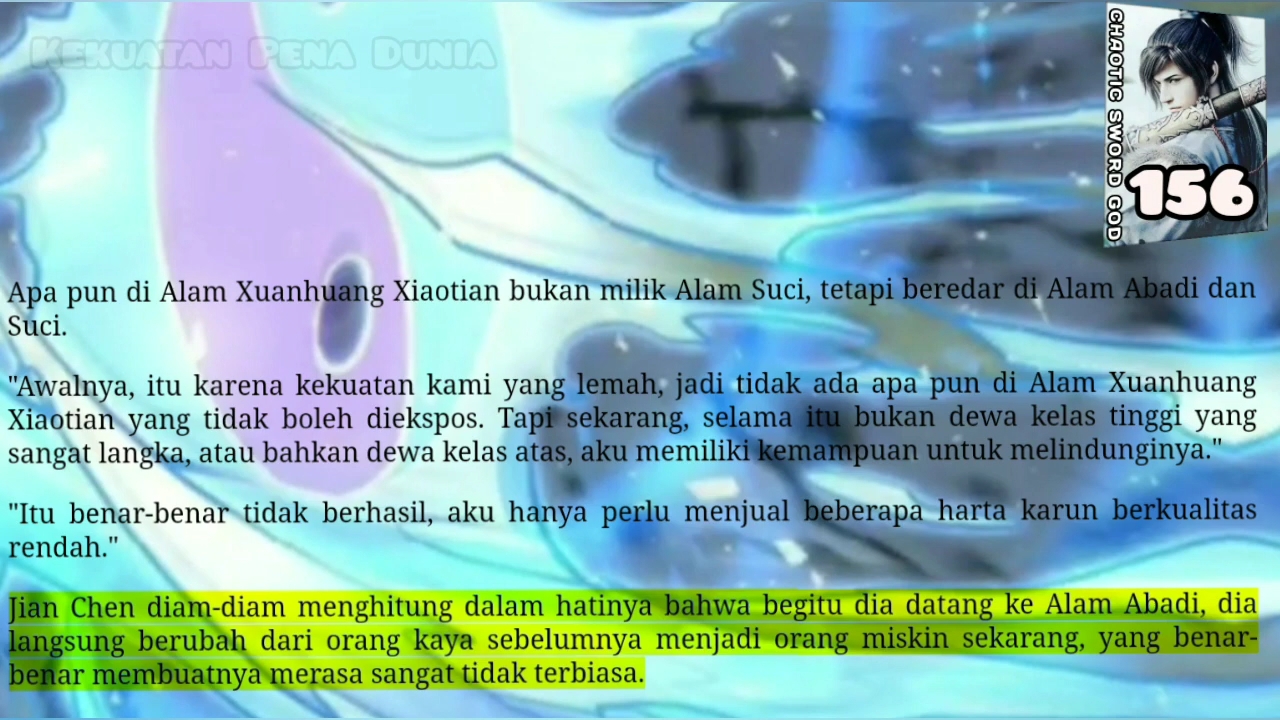 KEKUATAN PENA DUNIA
CHAOTIC SWORD GOD
156
Apa pun di Alam Xuanhuang Xiaotian bukan milik Alam Suci, tetapi beredar di Alam Abadi dan
Suci.
"Awalnya, itu karena kekuatan kami yang lemah, jadi tidak ada apa pun di Alam Xuanhuang
Xiaotian yang tidak boleh diekspos. Tapi sekarang, selama itu bukan dewa kelas tinggi yang
sangat langka, atau bahkan dewa kelas atas, aku memiliki kemampuan untuk melindunginya."
"Itu benar-benar tidak berhasil, aku hanya perlu menjual beberapa harta karun berkualitas
rendah."
Jian Chen diam-diam menghitung dalam hatinya bahwa begitu dia datang ke Alam Abadi, dia
langsung berubah dari orang kaya sebelumnya menjadi orang miskin sekarang, yang benar-
benar membuatnya merasa sangat tidak terbiasa.